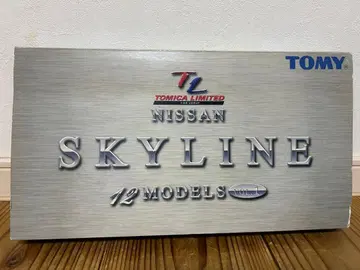 TOMY
TL
TOMICA LIMITED
NISSAN
SKYLINE
12 MODELS